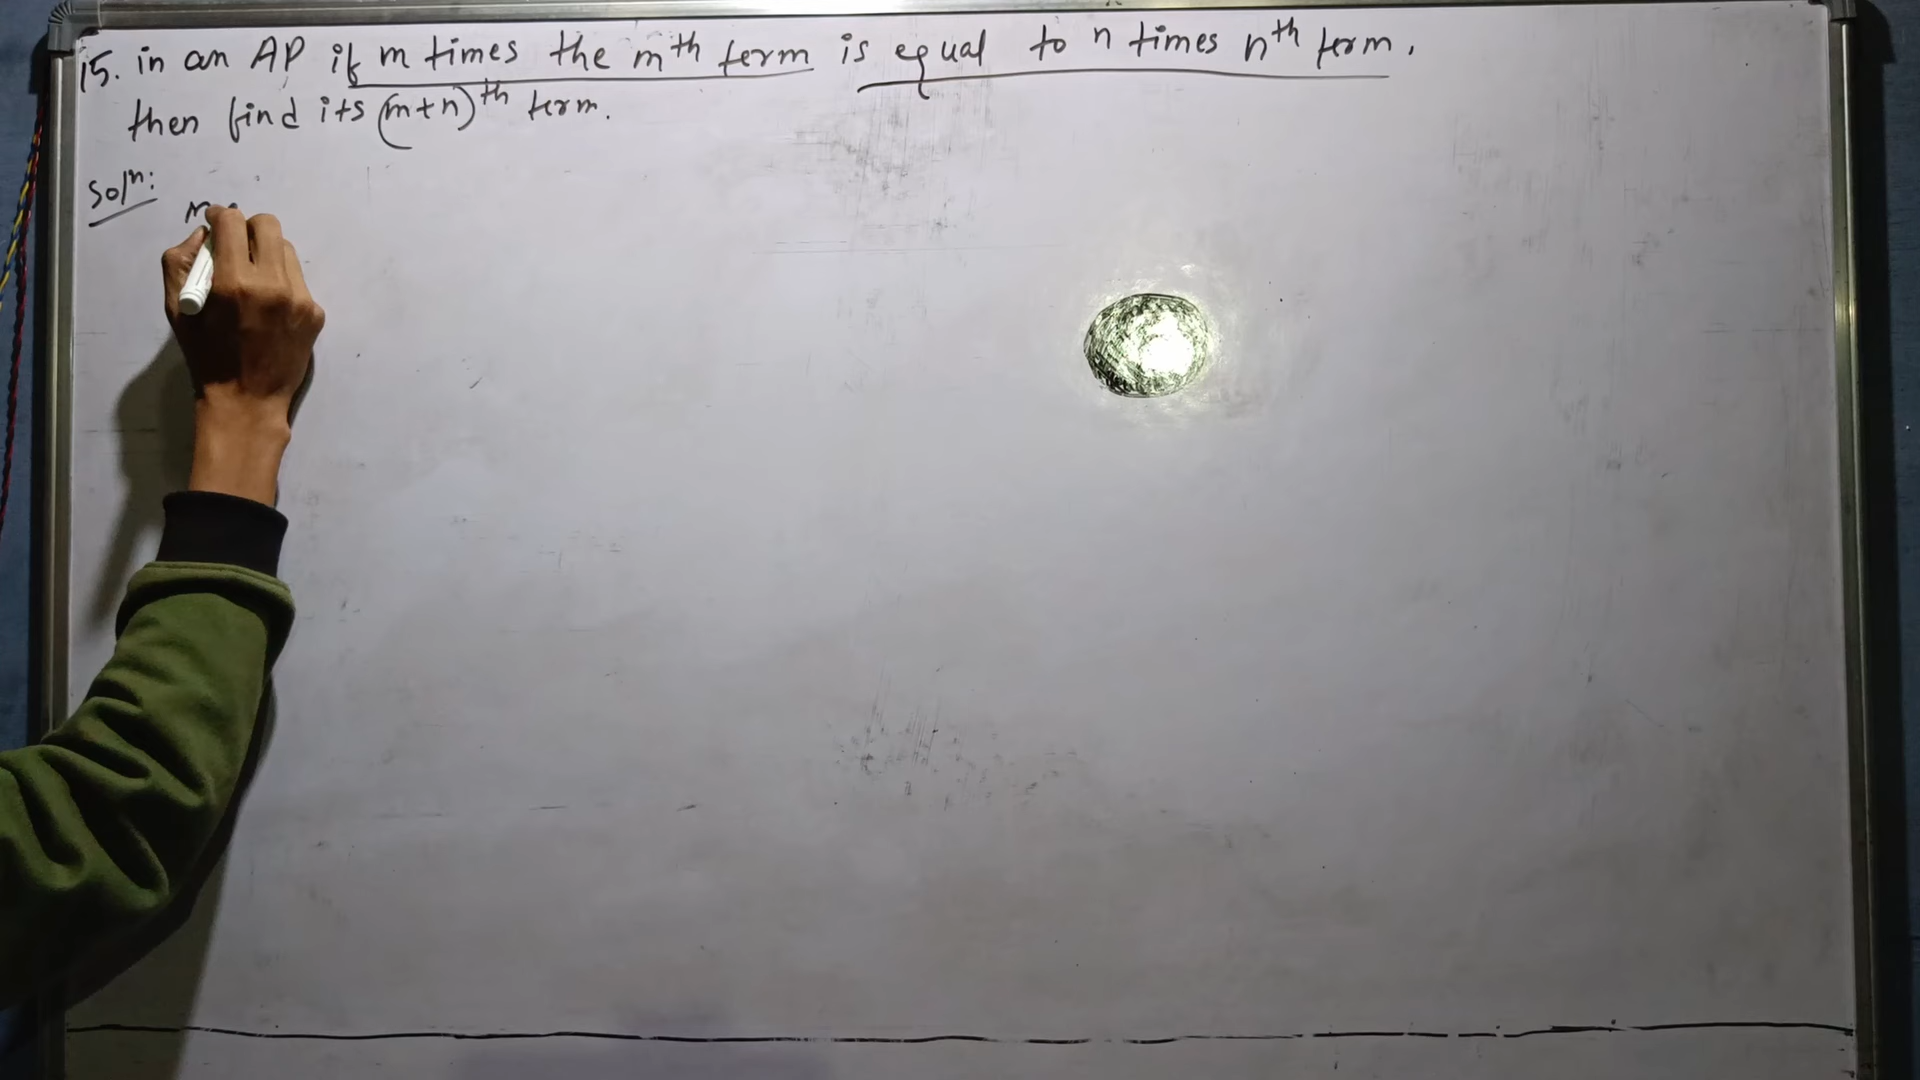 15. in an AP if m times the mth term is equal to n times nth term.
then find its (m+n)th term.
Soln:
m